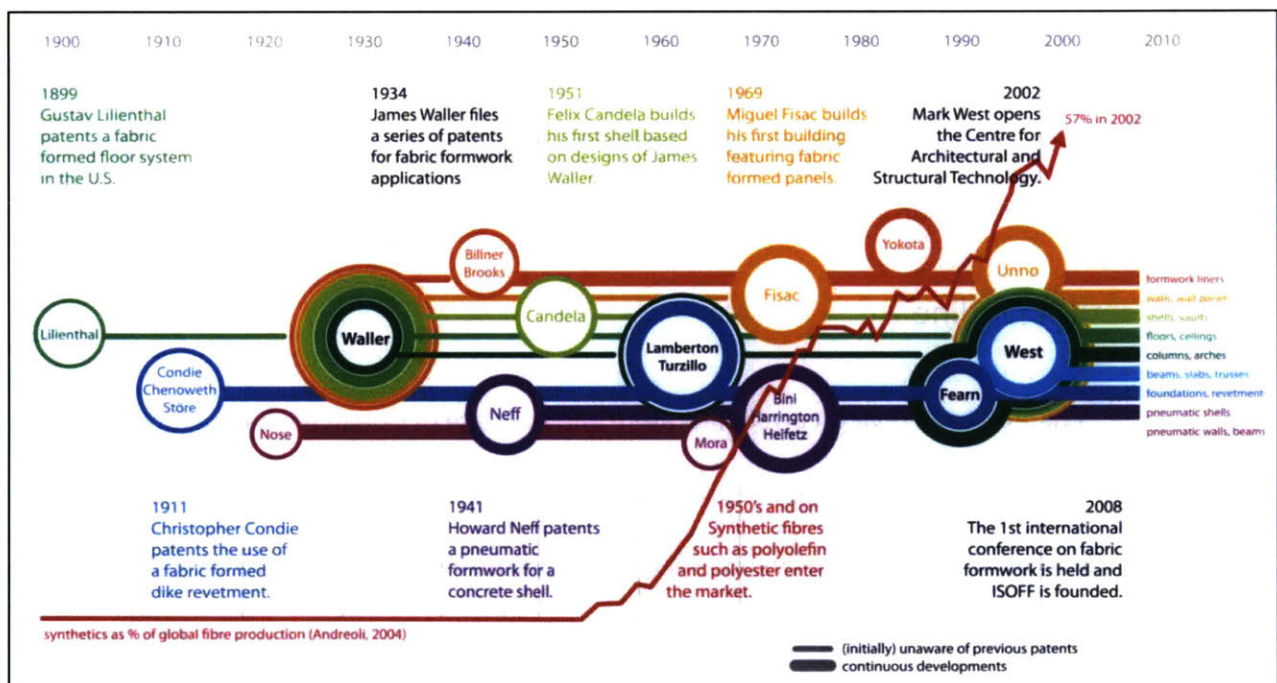 1900 1910 1920 1930 1940 1950 1960 1970 1980 1990 2000 2010
1899
Gustav Lilienthal
patents a fabric
formed floor system
in the U.S.
1934
James Waller files
a series of patents
for fabric formwork
applications
1951
Felix Candela builds
his first shell based
on designs of James
Waller.
1969
Miguel Fisac builds
his first building
featuring fabric
formed panels.
2002
Mark West opens
the Centre for
Architectural and
Structural Technology.
57% in 2002
Lilienthal
Condie
Chenoweth
Störe
Nose
Waller
Billner
Brooks
Neff
Candela
Lamberton
Turzillo
Mora
Fisac
Bini
Harrington
Heifetz
Yokota
Fearn
Unno
West
formwork liners
walls, wall panels
shells, vaults
floors, ceilings
columns, arches
beams, slabs, trusses
foundations, revetment
pneumatic shells
pneumatic walls, beams
1911
Christopher Condie
patents the use of
a fabric formed
dike revetment.
1941
Howard Neff patents
a pneumatic
formwork for a
concrete shell.
1950's and on
Synthetic fibres
such as polyolefin
and polyester enter
the market.
2008
The 1st international
conference on fabric
formwork is held and
ISOFF is founded.
synthetics as % of global fibre production (Andreoli, 2004)
(initially) unaware of previous patents
continuous developments